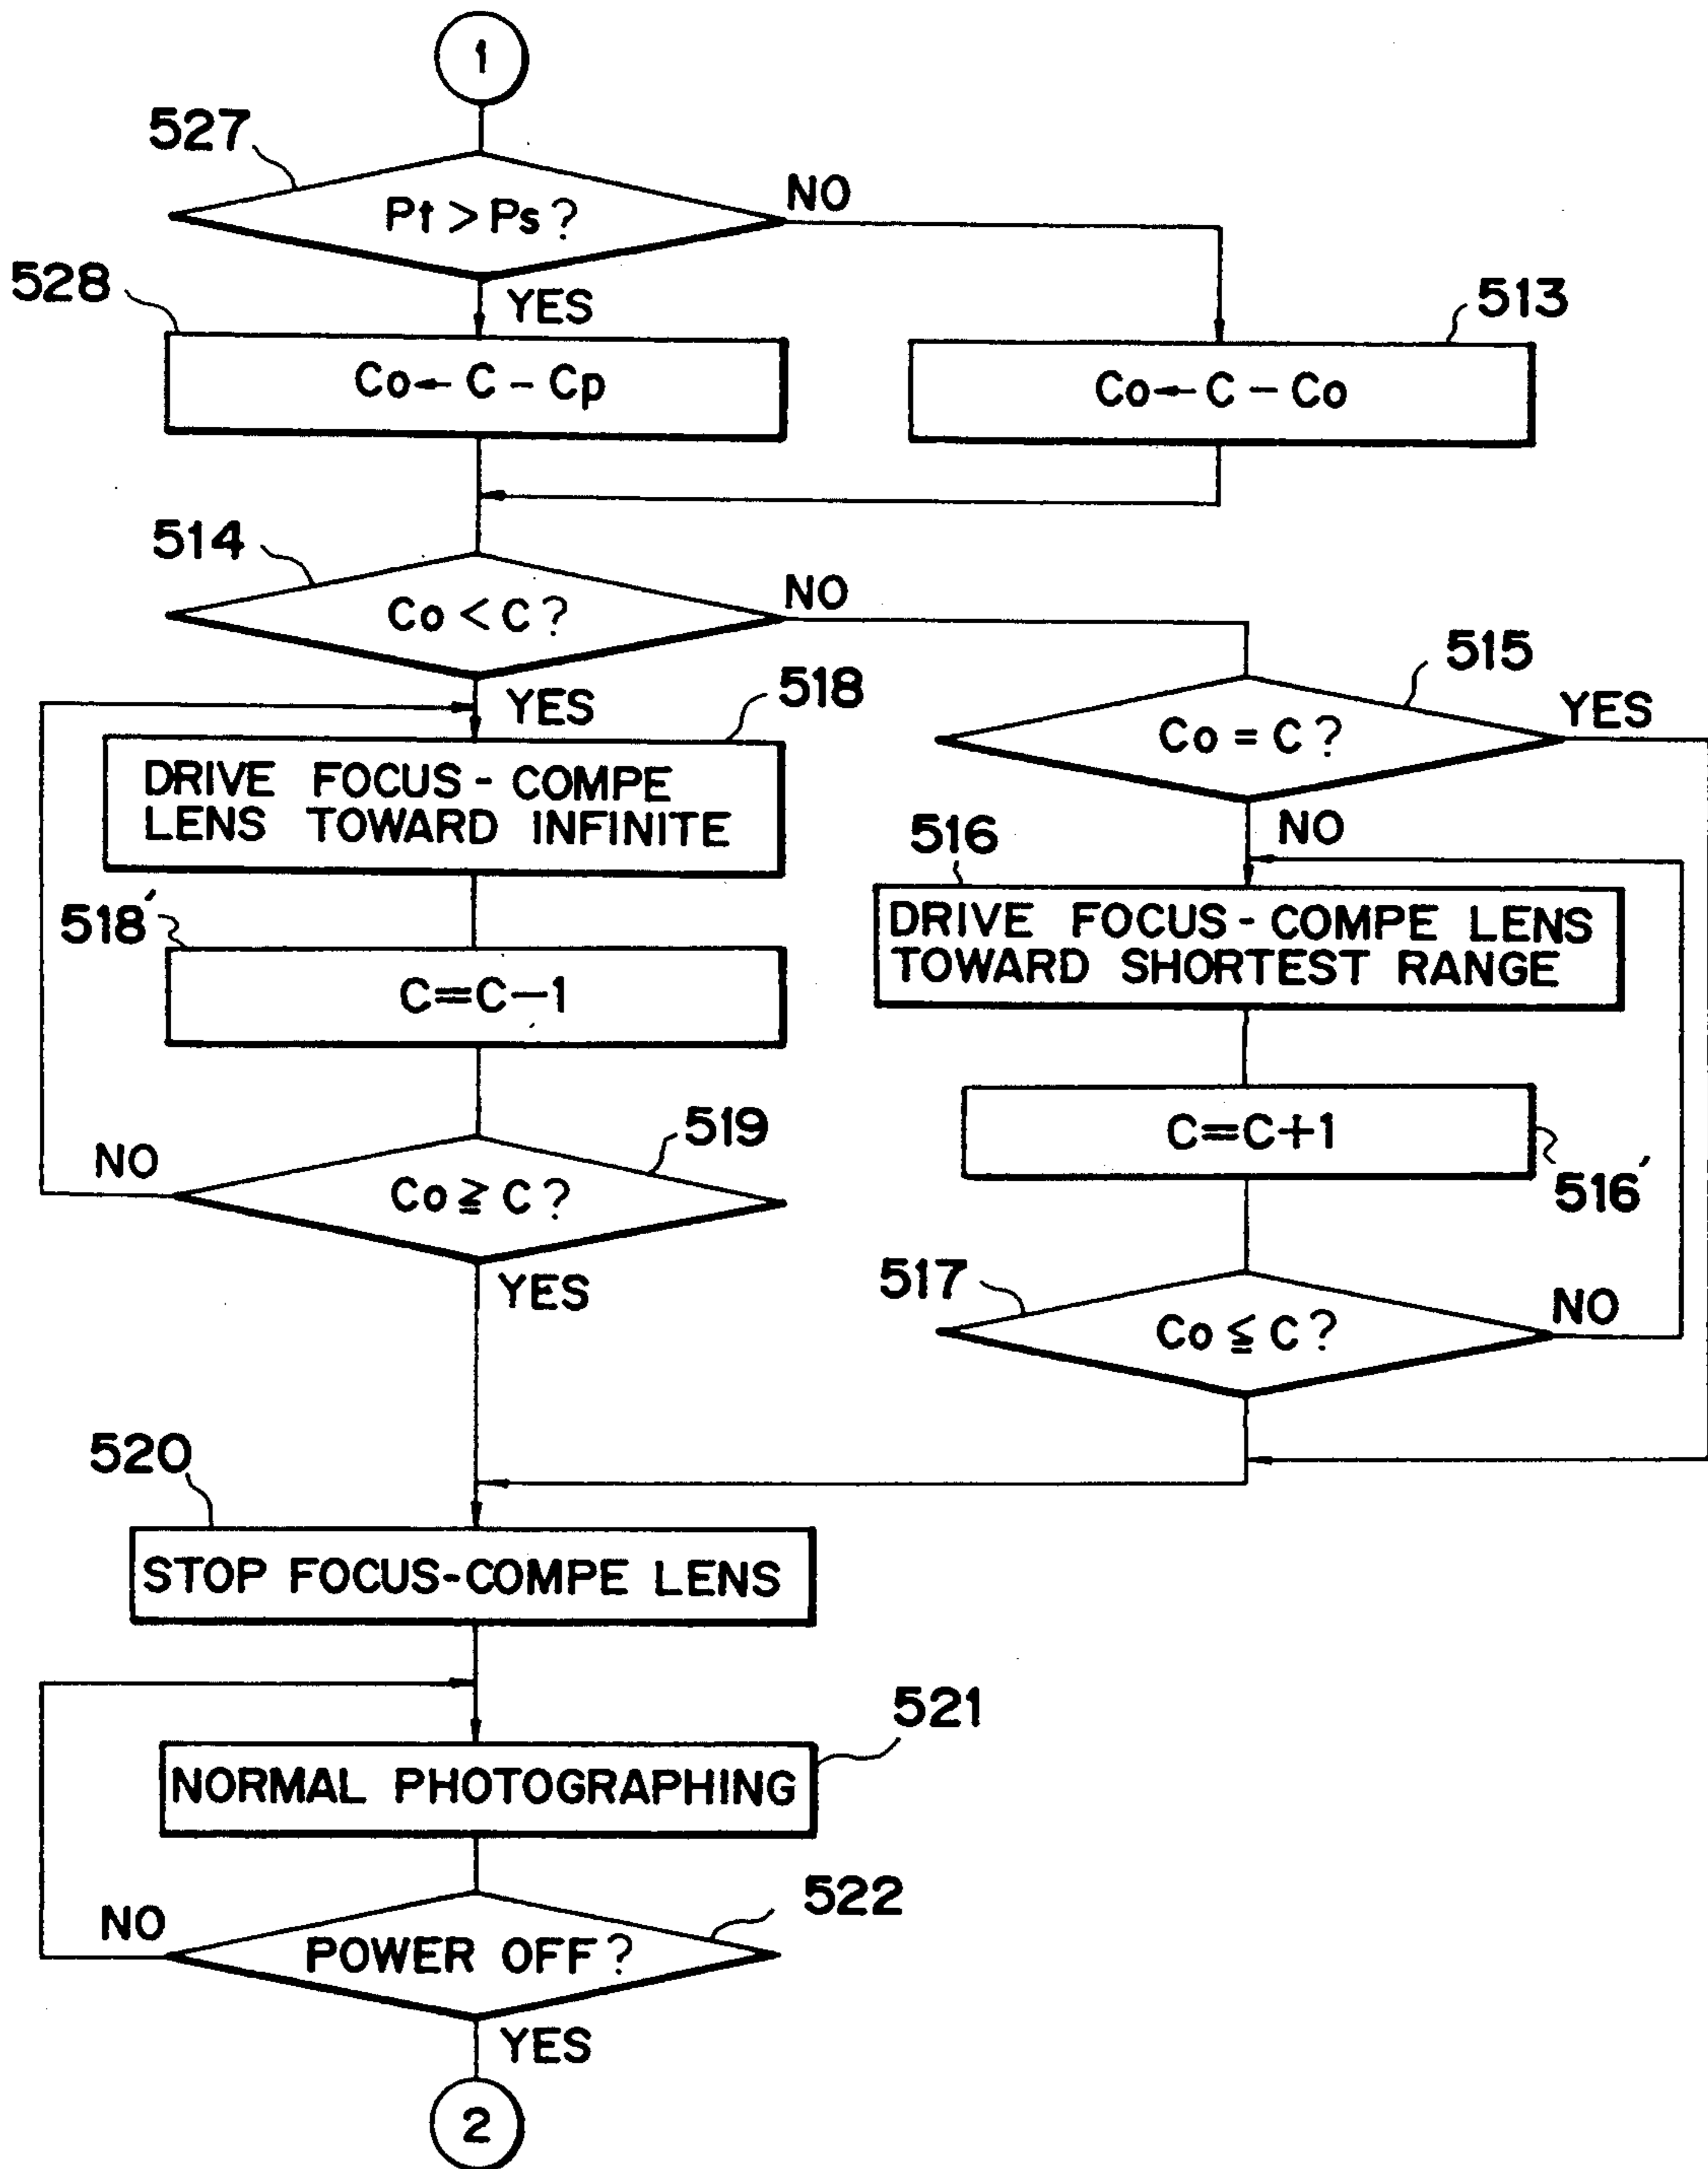 1
527
Pt > Ps ?
NO
528
YES
513
Co ← C − Cp
Co ← C − Co
514
Co < C ?
NO
515
518
YES
Co = C ?
YES
DRIVE FOCUS - COMPE
LENS TOWARD INFINITE
516
NO
518'
DRIVE FOCUS - COMPE LENS
TOWARD SHORTEST RANGE
C=C−1
519
C=C+1
NO
516'
Co ≧ C ?
517
YES
NO
Co ≦ C ?
520
STOP FOCUS-COMPE LENS
521
NORMAL PHOTOGRAPHING
522
NO
POWER OFF ?
YES
2